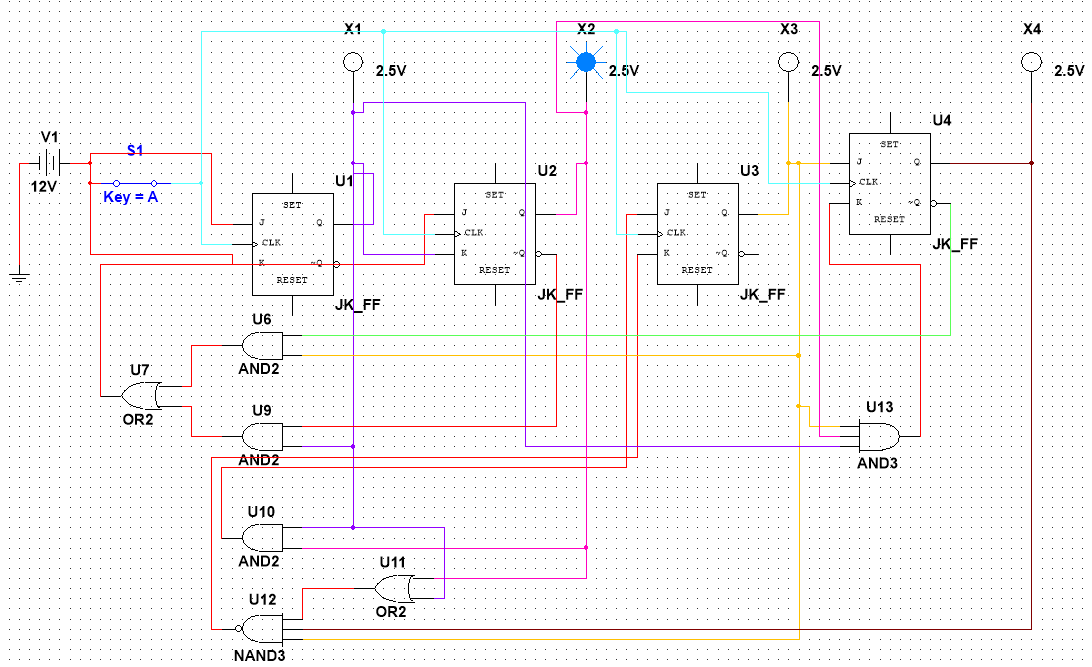 X1 X2 X3 X4
2.5V 2.5V 2.5V 2.5V
V1
12V
S1
Key = A
U1
SET
J Q
CLK
K ~Q
RESET
JK_FF
U2
SET
J Q
CLK
K ~Q
RESET
JK_FF
U3
SET
J Q
CLK
K ~Q
RESET
JK_FF
U4
SET
J Q
CLK
K ~Q
RESET
JK_FF
U6
AND2
U7
OR2
U9
AND2
U13
AND3
U10
AND2
U11
OR2
U12
NAND3